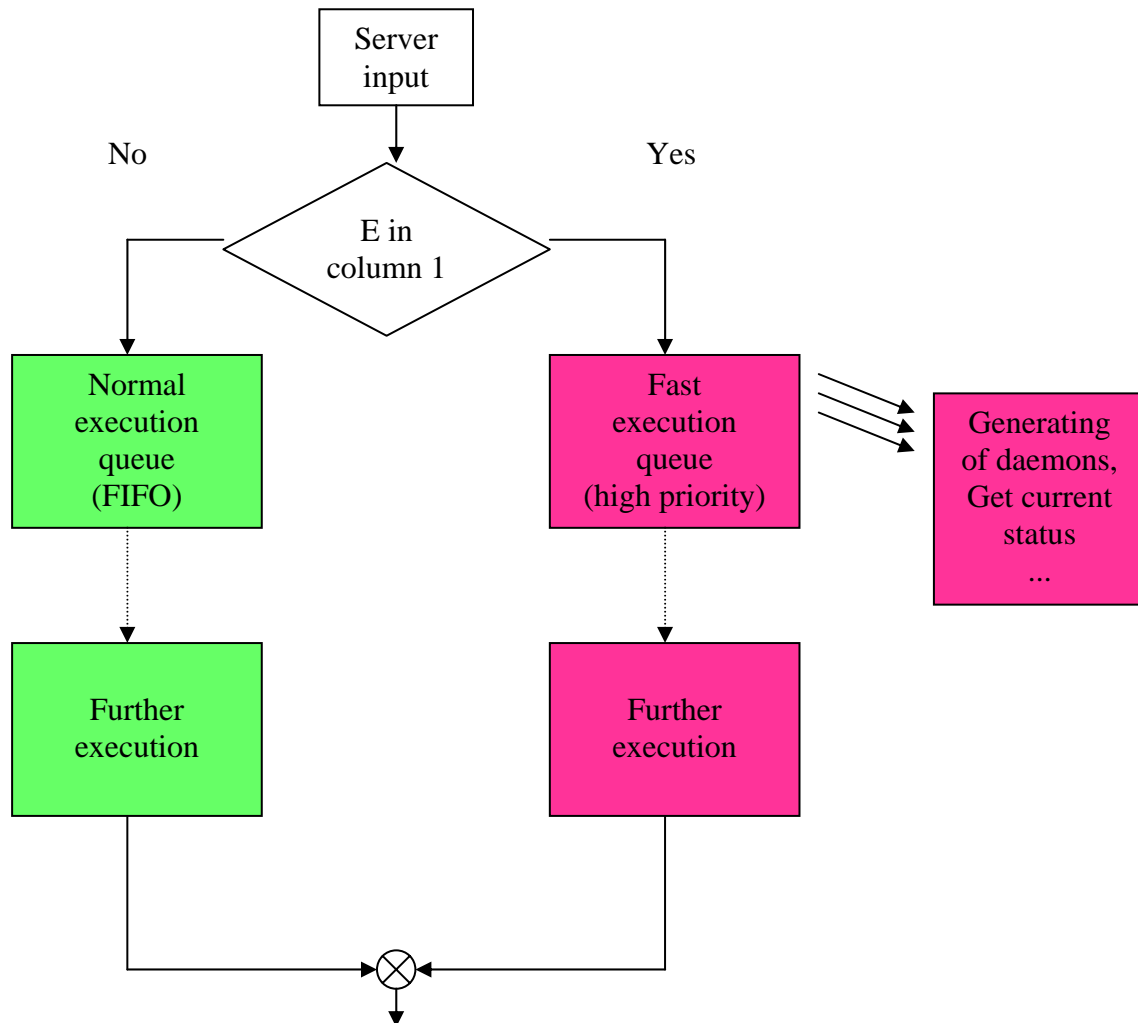 Server
input
No
Yes
E in
column 1
Normal
execution
queue
(FIFO)
Fast
execution
queue
(high priority)
Generating
of daemons,
Get current
status
...
Further
execution
Further
execution